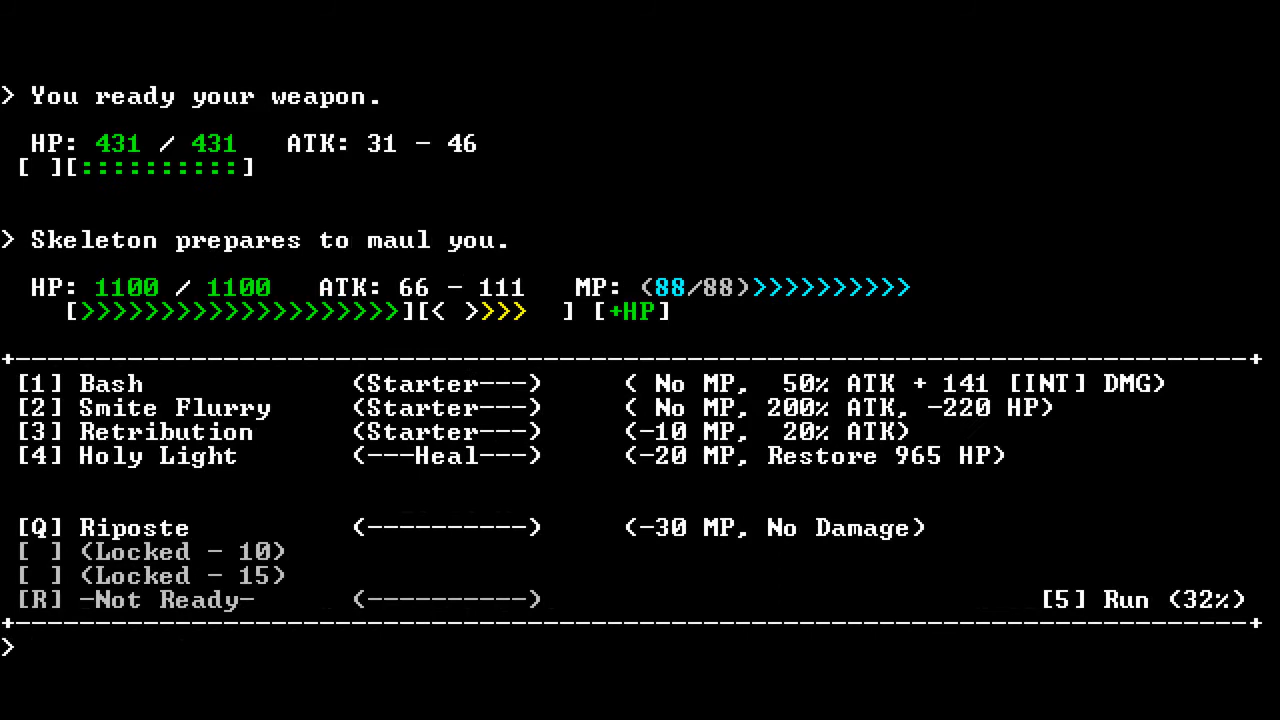 > You ready your weapon.
HP: 431 / 431 ATK: 31 - 46
[ ][::::::::::]
> Skeleton prepares to maul you.
HP: 1100 / 1100 ATK: 66 - 111 MP: (88/88)>>>>>>>>>>
[>>>>>>>>>>>>>>>>>>>>][< >>>> ] [+HP]
+------------------------------------------------------------------------------+
[1] Bash (Starter---) ( No MP, 50% ATK + 141 [INT] DMG)
[2] Smite Flurry (Starter---) ( No MP, 200% ATK, -220 HP)
[3] Retribution (Starter---) (-10 MP, 20% ATK)
[4] Holy Light (---Heal---) (-20 MP, Restore 965 HP)
[Q] Riposte (----------) (-30 MP, No Damage)
[ ] (Locked - 10)
[ ] (Locked - 15)
[R] -Not Ready- (----------) [5] Run (32%)
+------------------------------------------------------------------------------+
>